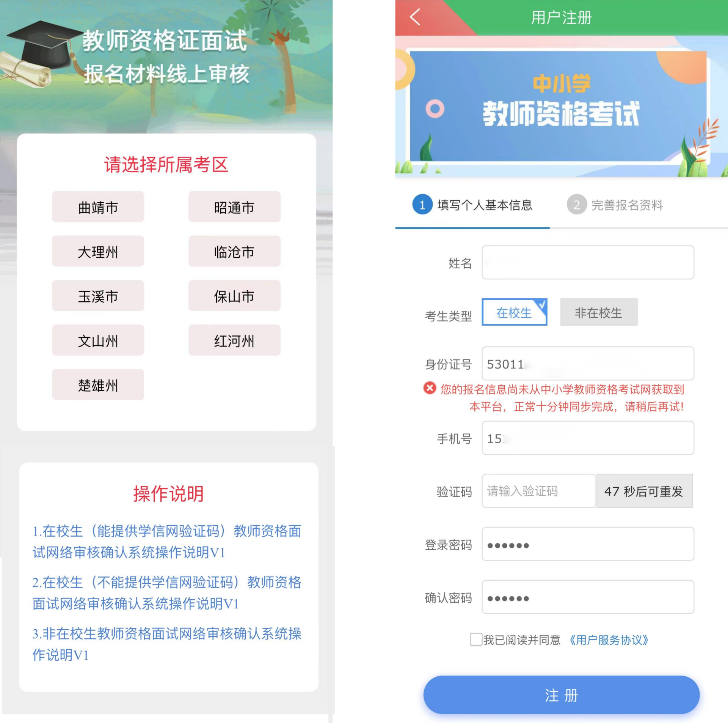 教师资格证面试
报名材料线上审核
请选择所属考区
曲靖市
昭通市
大理州
临沧市
玉溪市
保山市
文山州
红河州
楚雄州
操作说明
1.在校生（能提供学信网验证码）教师资格面
试网络审核确认系统操作说明V1
2.在校生（不能提供学信网验证码）教师资格
面试网络审核确认系统操作说明V1
3.非在校生教师资格面试网络审核确认系统操
作说明V1
用户注册
中小学
教师资格考试
1 填写个人基本信息
2 完善报名资料
姓名
考生类型 在校生 非在校生
身份证号 53011
您的报名信息尚未从中小学教师资格考试网获取到
本平台，正常十分钟同步完成，请稍后再试！
手机号 15
验证码 请输入验证码 47 秒后可重发
登录密码 ●●●●●●
确认密码 ●●●●●●
我已阅读并同意 《用户服务协议》
注 册